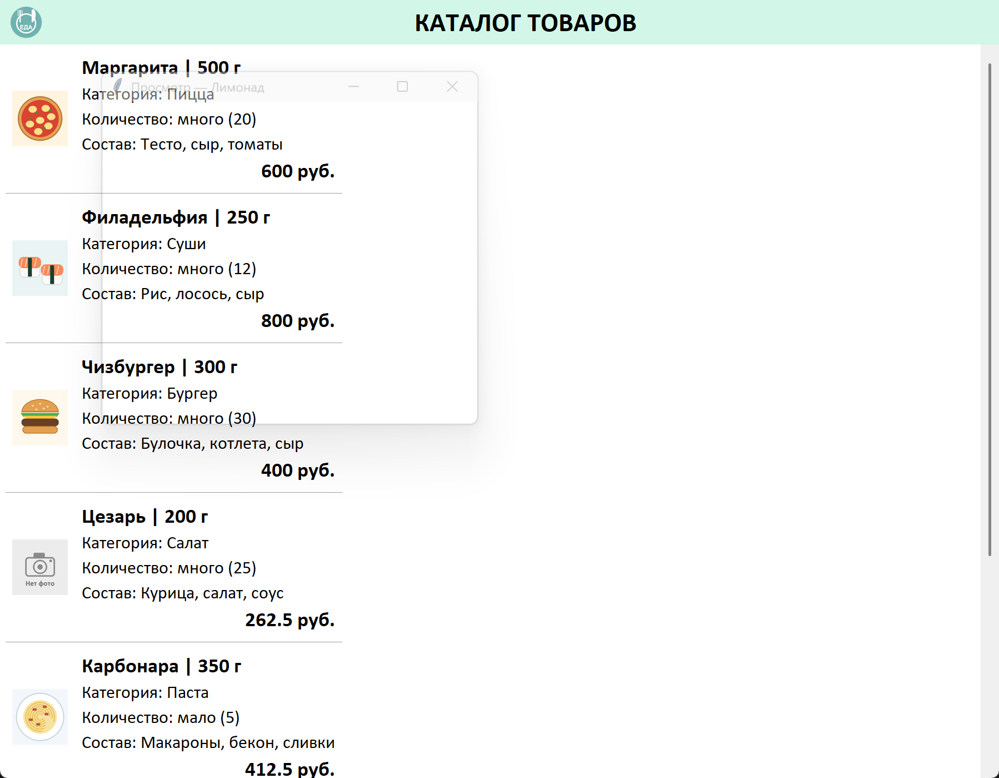 ЕДА
КАТАЛОГ ТОВАРОВ
Маргарита | 500 г
Просмотр — Лимонад
Категория: Пицца
Количество: много (20)
Состав: Тесто, сыр, томаты
600 руб.
Филадельфия | 250 г
Категория: Суши
Количество: много (12)
Состав: Рис, лосось, сыр
800 руб.
Чизбургер | 300 г
Категория: Бургер
Количество: много (30)
Состав: Булочка, котлета, сыр
400 руб.
Цезарь | 200 г
Категория: Салат
Количество: много (25)
Нет фото
Состав: Курица, салат, соус
262.5 руб.
Карбонара | 350 г
Категория: Паста
Количество: мало (5)
Состав: Макароны, бекон, сливки
412.5 руб.